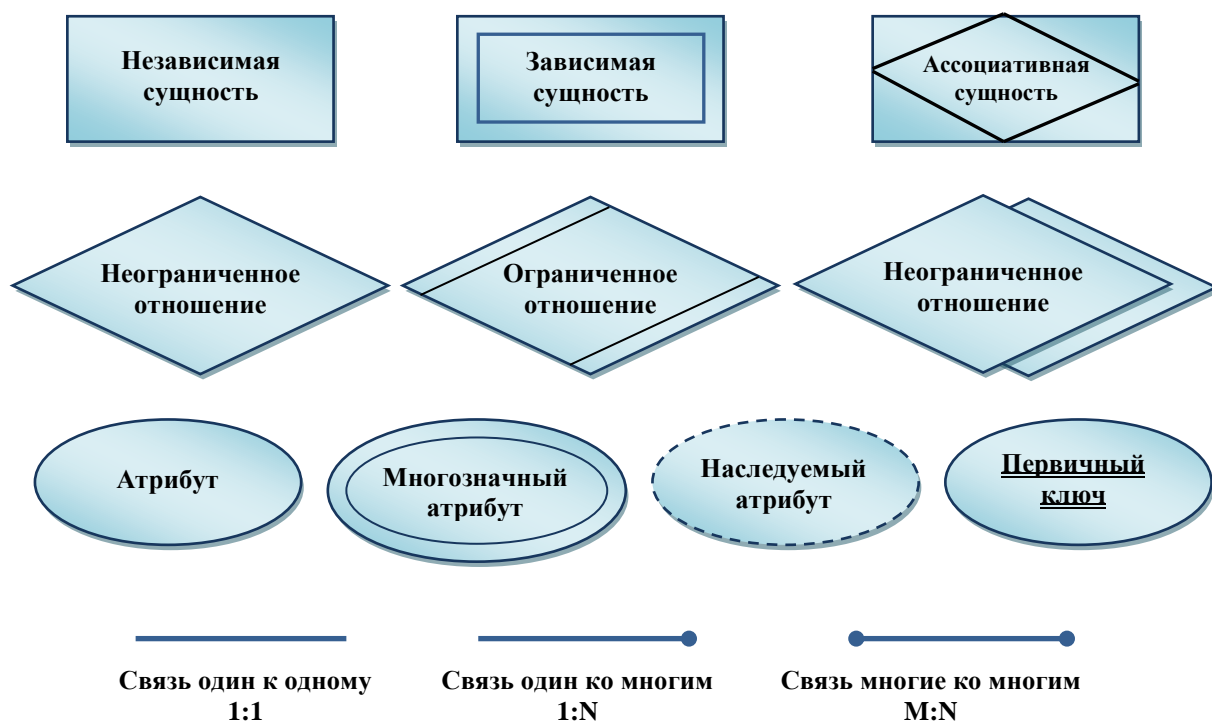 Независимая
сущность
Зависимая
сущность
Ассоциативная
сущность
Неограниченное
отношение
Ограниченное
отношение
Неограниченное
отношение
Атрибут
Многозначный
атрибут
Наследуемый
атрибут
Первичный
ключ
Связь один к одному
1:1
Связь один ко многим
1:N
Связь многие ко многим
M:N